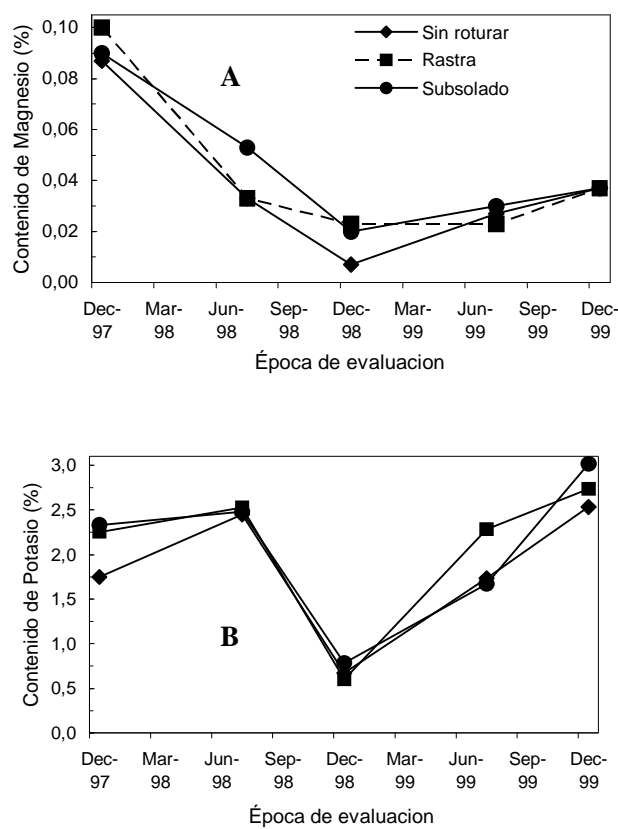 Contenido de Magnesio (%)
0,10
0,08
0,06
0,04
0,02
0,00
A
Sin roturar
Rastra
Subsolado
Dec-97 Mar-98 Jun-98 Sep-98 Dec-98 Mar-99 Jun-99 Sep-99 Dec-99
Época de evaluacion
Contenido de Potasio (%)
3,0
2,5
2,0
1,5
1,0
0,5
0,0
B
Dec-97 Mar-98 Jun-98 Sep-98 Dec-98 Mar-99 Jun-99 Sep-99 Dec-99
Época de evaluacion